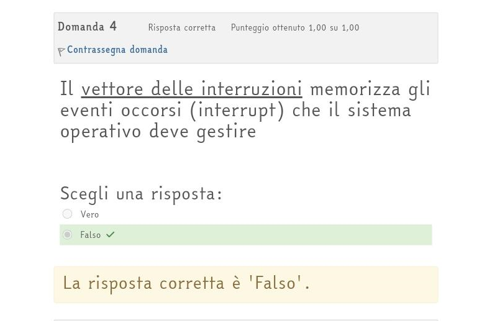 Domanda 4 Risposta corretta Punteggio ottenuto 1,00 su 1,00
Contrassegna domanda
Il vettore delle interruzioni memorizza gli
eventi occorsi (interrupt) che il sistema
operativo deve gestire
Scegli una risposta:
Vero
Falso
La risposta corretta è 'Falso'.